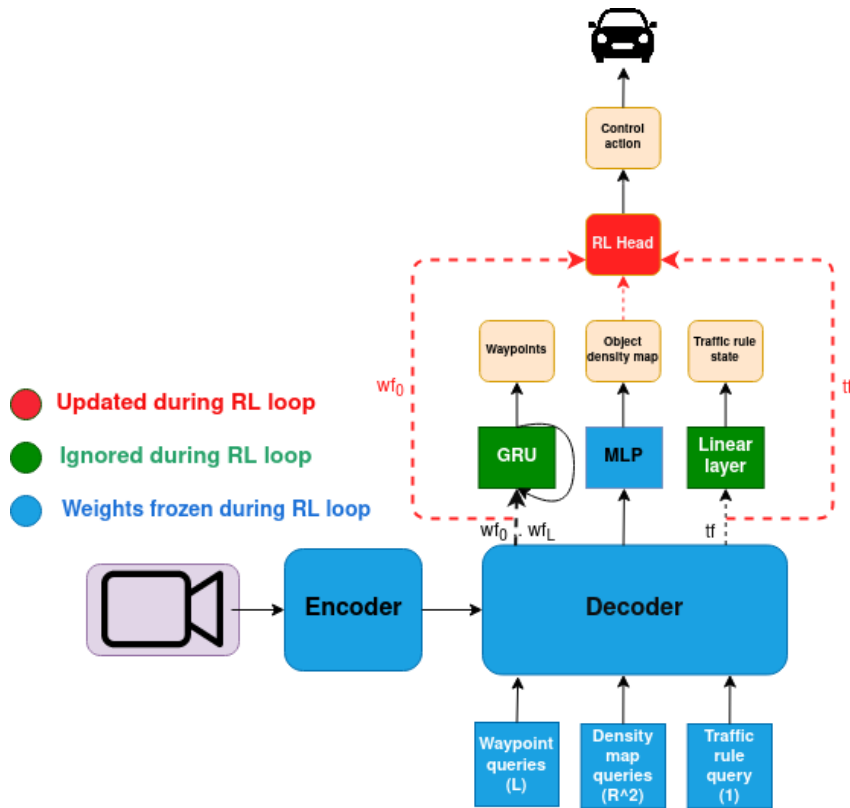 Control
action
RL Head
Waypoints
Object
density map
Traffic rule
state
wf0
tf
Updated during RL loop
Ignored during RL loop
Weights frozen during RL loop
GRU
MLP
Linear
layer
wf0 . . wfL
tf
Encoder
Decoder
Waypoint
queries
(L)
Density
map
queries
(R^2)
Traffic
rule
query
(1)